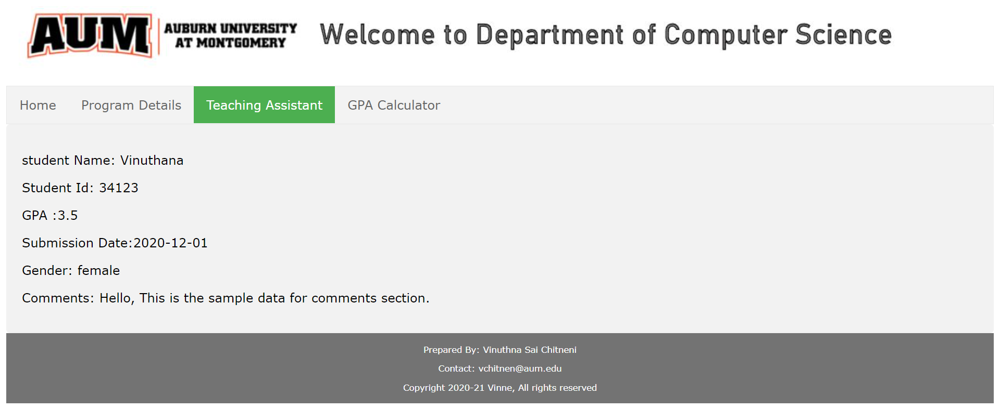 AUM AUBURN UNIVERSITY
AT MONTGOMERY
Welcome to Department of Computer Science
Home Program Details Teaching Assistant GPA Calculator
student Name: Vinuthana
Student Id: 34123
GPA :3.5
Submission Date:2020-12-01
Gender: female
Comments: Hello, This is the sample data for comments section.
Prepared By: Vinuthna Sai Chitneni
Contact: vchitnen@aum.edu
Copyright 2020-21 Vinne, All rights reserved